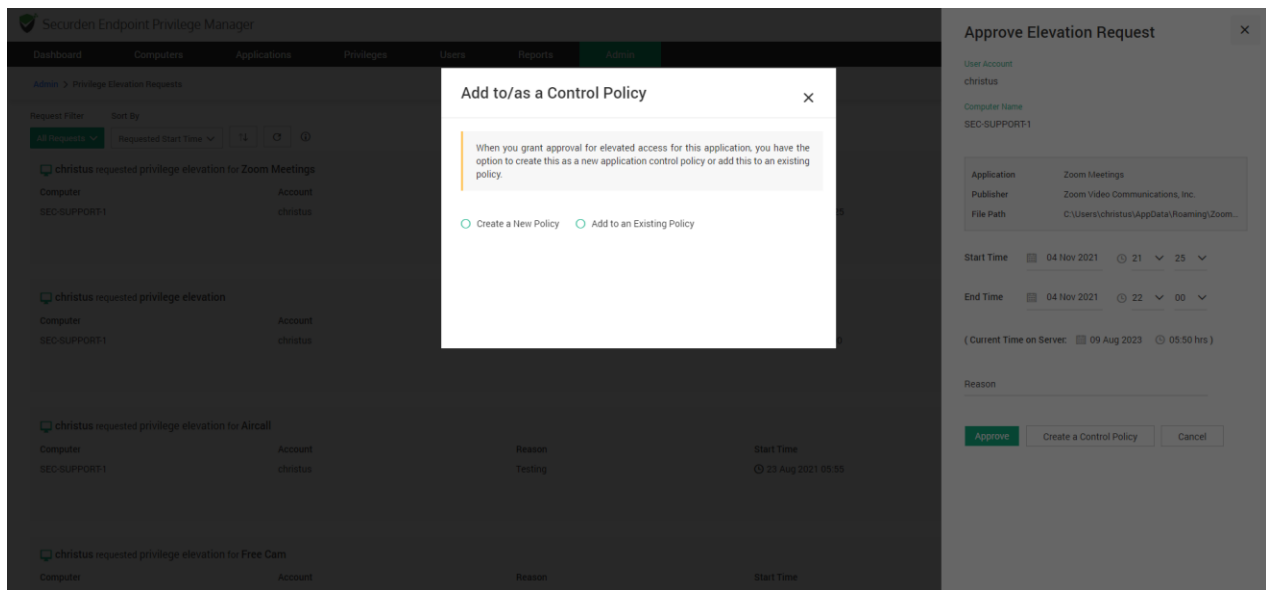 Securden Endpoint Privilege Manager
Dashboard Computers Applications Privileges Users Reports Admin
Admin > Privilege Elevation Requests
Request Filter Sort By
All Requests Requested Start Time
christus requested privilege elevation for Zoom Meetings
Computer Account
SEC-SUPPORT-1 christus 25
christus requested privilege elevation
Computer Account
SEC-SUPPORT-1 christus
christus requested privilege elevation for Aircall
Computer Account Reason Start Time
SEC-SUPPORT-1 christus Testing 23 Aug 2021 05:55
christus requested privilege elevation for Free Cam
Computer Account Reason Start Time
Add to/as a Control Policy
When you grant approval for elevated access for this application, you have the
option to create this as a new application control policy or add this to an existing
policy.
Create a New Policy Add to an Existing Policy
Approve Elevation Request
User Account
christus
Computer Name
SEC-SUPPORT-1
Application Zoom Meetings
Publisher Zoom Video Communications, Inc.
File Path C:\Users\christus\AppData\Roaming\Zoom...
Start Time 04 Nov 2021 21 25
End Time 04 Nov 2021 22 00
( Current Time on Server: 09 Aug 2023 05:50 hrs )
Reason
Approve Create a Control Policy Cancel